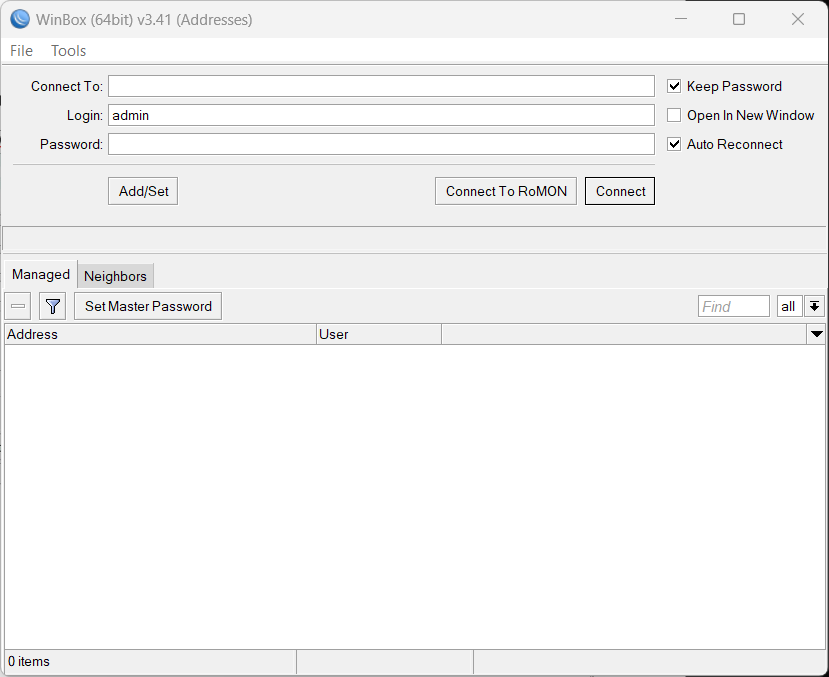 WinBox (64bit) v3.41 (Addresses)
File Tools
Connect To: Keep Password
Login: admin Open In New Window
Password: Auto Reconnect
Add/Set Connect To RoMON Connect
Managed Neighbors
Set Master Password Find all
Address User
0 items